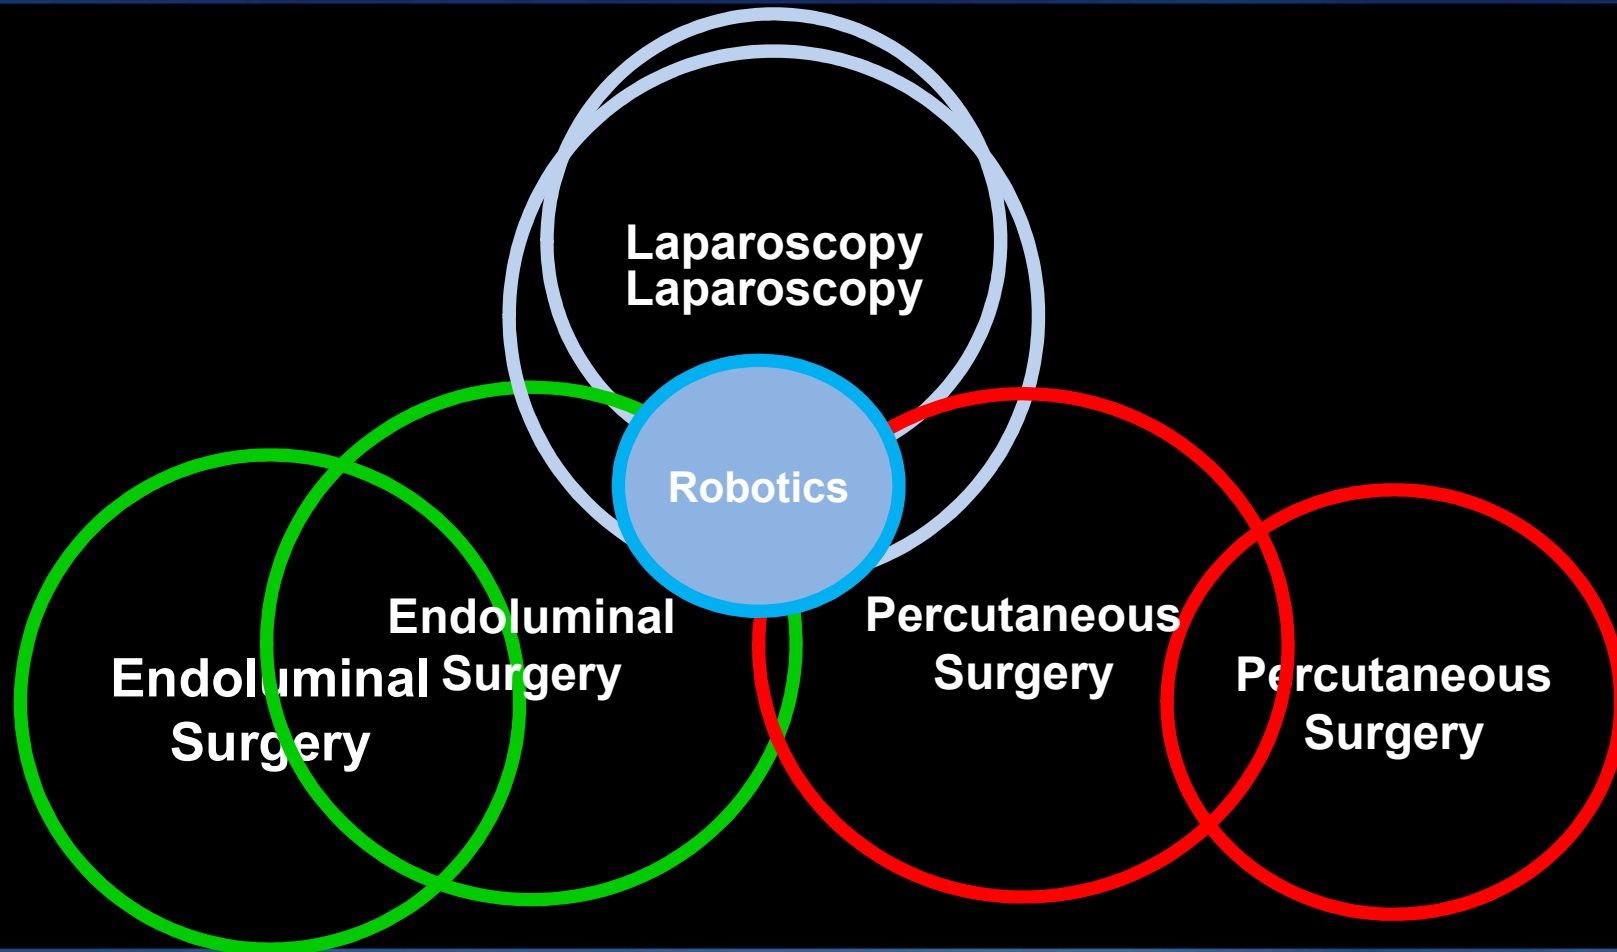 Laparoscopy
Laparoscopy
Robotics
Endoluminal
Surgery
Endoluminal
Surgery
Percutaneous
Surgery
Percutaneous
Surgery